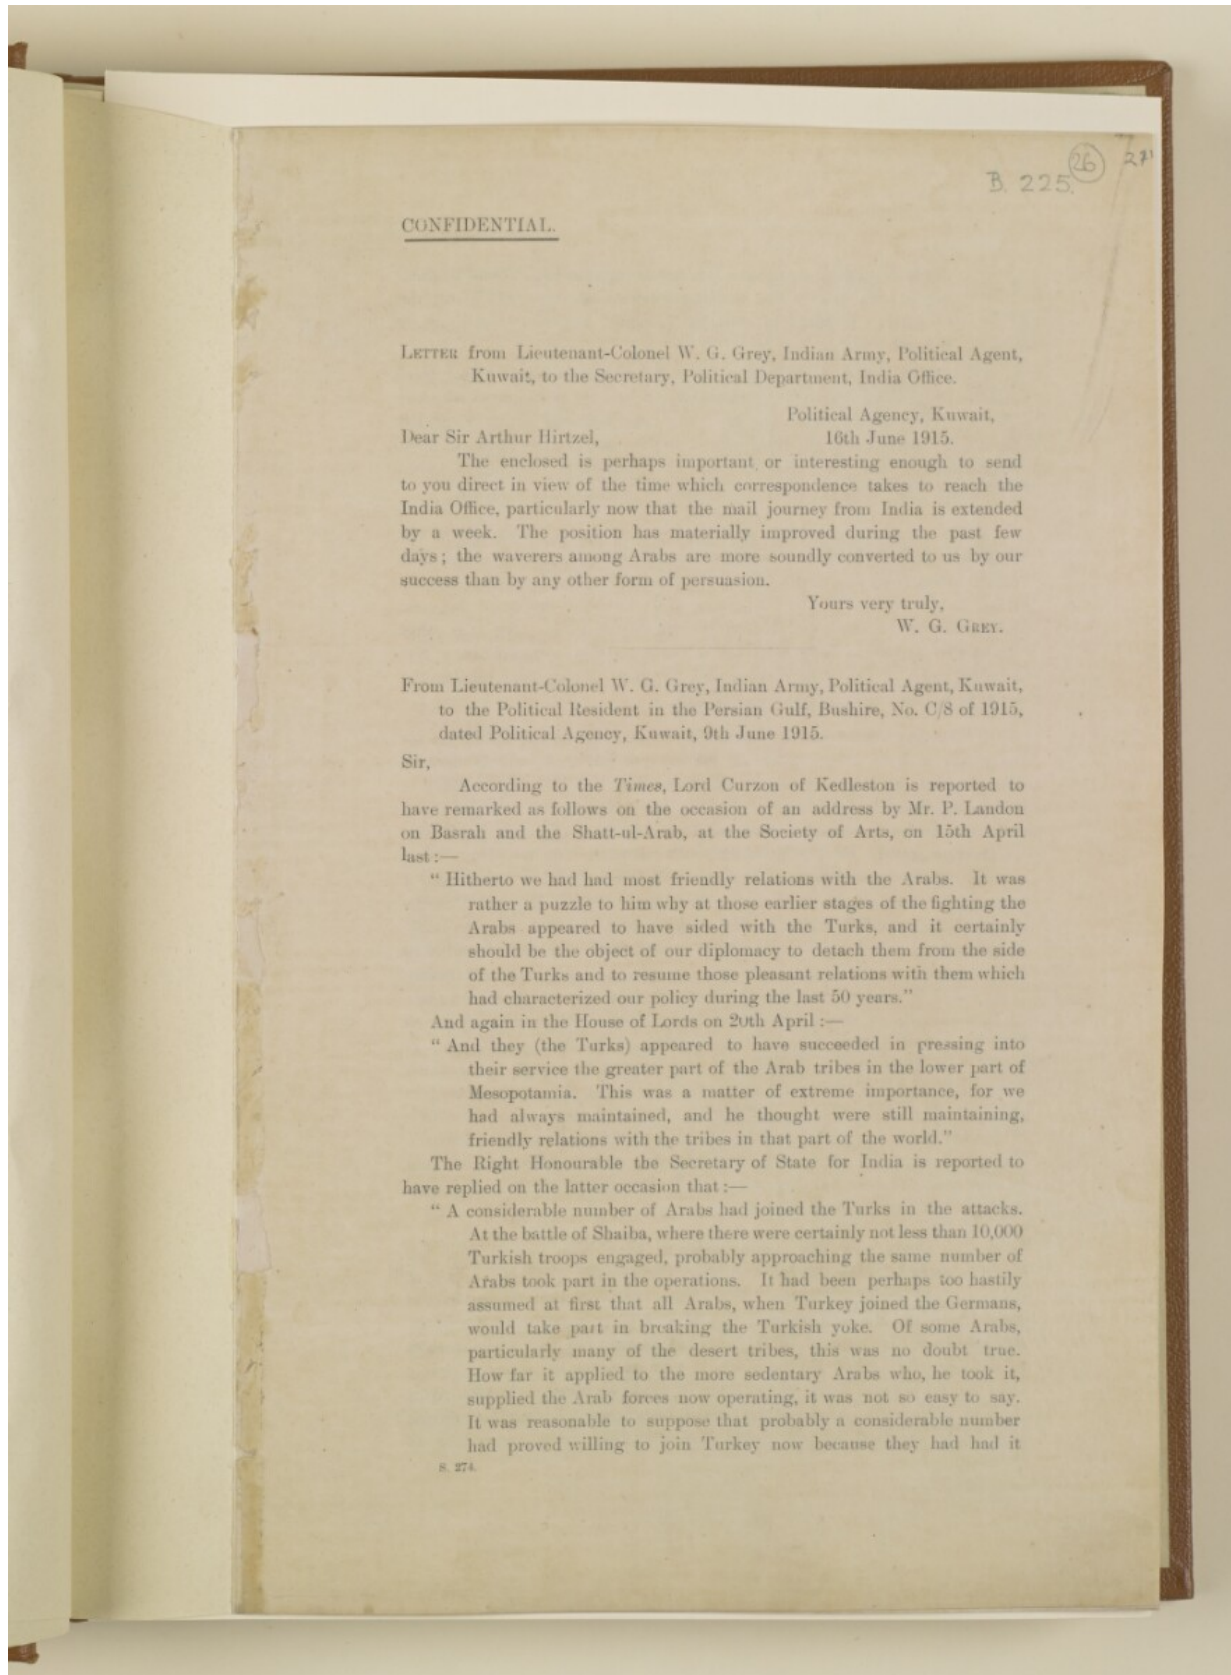 26
27
B. 225.
CONFIDENTIAL.
LETTER from Lieutenant-Colonel W. G. Grey, Indian Army, Political Agent,
Kuwait, to the Secretary, Political Department, India Office.
Political Agency, Kuwait,
Dear Sir Arthur Hirtzel, 16th June 1915.
The enclosed is perhaps important or interesting enough to send
to you direct in view of the time which correspondence takes to reach the
India Office, particularly now that the mail journey from India is extended
by a week. The position has materially improved during the past few
days; the waverers among Arabs are more soundly converted to us by our
success than by any other form of persuasion.
Yours very truly,
W. G. GREY.
From Lieutenant-Colonel W. G. Grey, Indian Army, Political Agent, Kuwait,
to the Political Resident in the Persian Gulf, Bushire, No. C/8 of 1915,
dated Political Agency, Kuwait, 9th June 1915.
Sir,
According to the Times, Lord Curzon of Kedleston is reported to
have remarked as follows on the occasion of an address by Mr. P. Landon
on Basrah and the Shatt-ul-Arab, at the Society of Arts, on 15th April
last:—
" Hitherto we had had most friendly relations with the Arabs. It was
rather a puzzle to him why at those earlier stages of the fighting the
Arabs appeared to have sided with the Turks, and it certainly
should be the object of our diplomacy to detach them from the side
of the Turks and to resume those pleasant relations with them which
had characterized our policy during the last 50 years."
And again in the House of Lords on 20th April:—
" And they (the Turks) appeared to have succeeded in pressing into
their service the greater part of the Arab tribes in the lower part of
Mesopotamia. This was a matter of extreme importance, for we
had always maintained, and he thought were still maintaining,
friendly relations with the tribes in that part of the world."
The Right Honourable the Secretary of State for India is reported to
have replied on the latter occasion that:—
" A considerable number of Arabs had joined the Turks in the attacks.
At the battle of Shaiba, where there were certainly not less than 10,000
Turkish troops engaged, probably approaching the same number of
Arabs took part in the operations. It had been perhaps too hastily
assumed at first that all Arabs, when Turkey joined the Germans,
would take part in breaking the Turkish yoke. Of some Arabs,
particularly many of the desert tribes, this was no doubt true.
How far it applied to the more sedentary Arabs who, he took it,
supplied the Arab forces now operating, it was not so easy to say.
It was reasonable to suppose that probably a considerable number
had proved willing to join Turkey now because they had had it
S. 274.